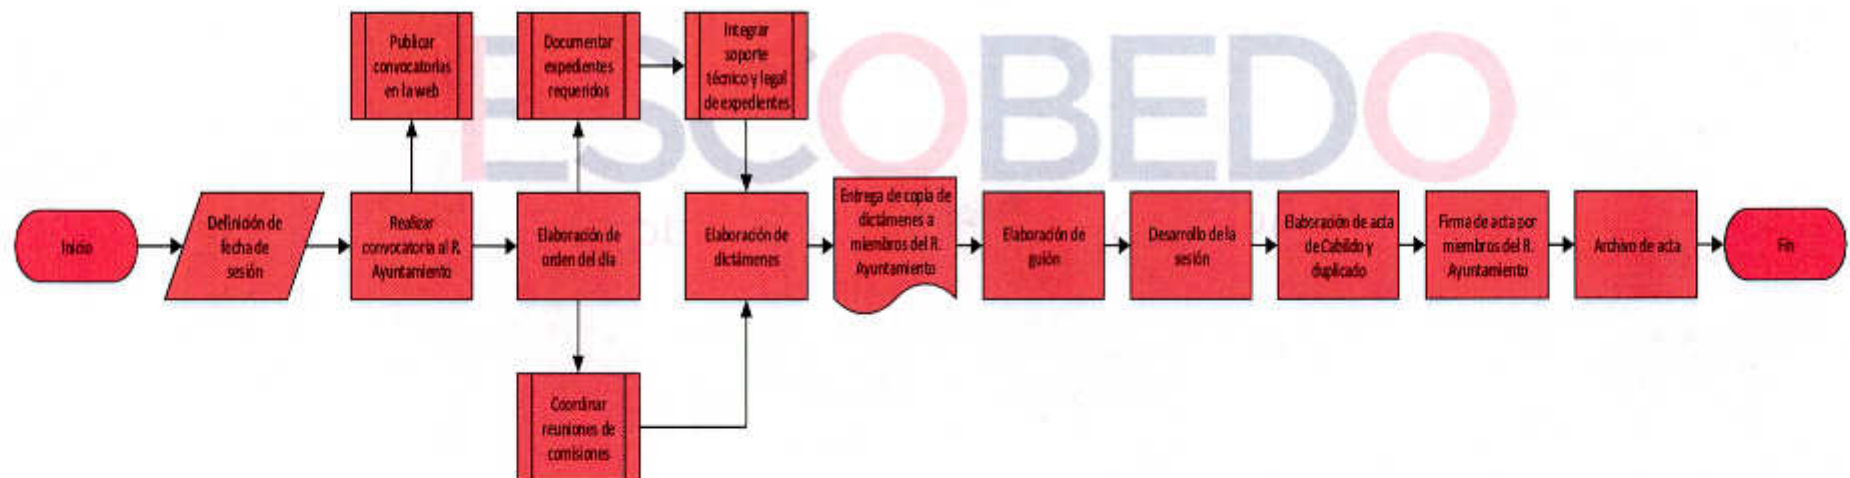 ESCOBEDO
Publicar
convocatorias
en la web
Documentar
expedientes
requeridos
Integrar
soporte
técnico y legal
de expedientes
Inicio
Definición de
fecha de
sesión
Realizar
convocatoria al R.
Ayuntamiento
Elaboración de
orden del día
Elaboración de
dictámenes
Entrega de copia de
dictámenes a
miembros del R.
Ayuntamiento
Elaboración de
guión
Desarrollo de la
sesión
Elaboración de acta
de Cabildo y
duplicado
Firma de acta por
miembros del R.
Ayuntamiento
Archivo de acta
Fin
Coordinar
reuniones de
comisiones